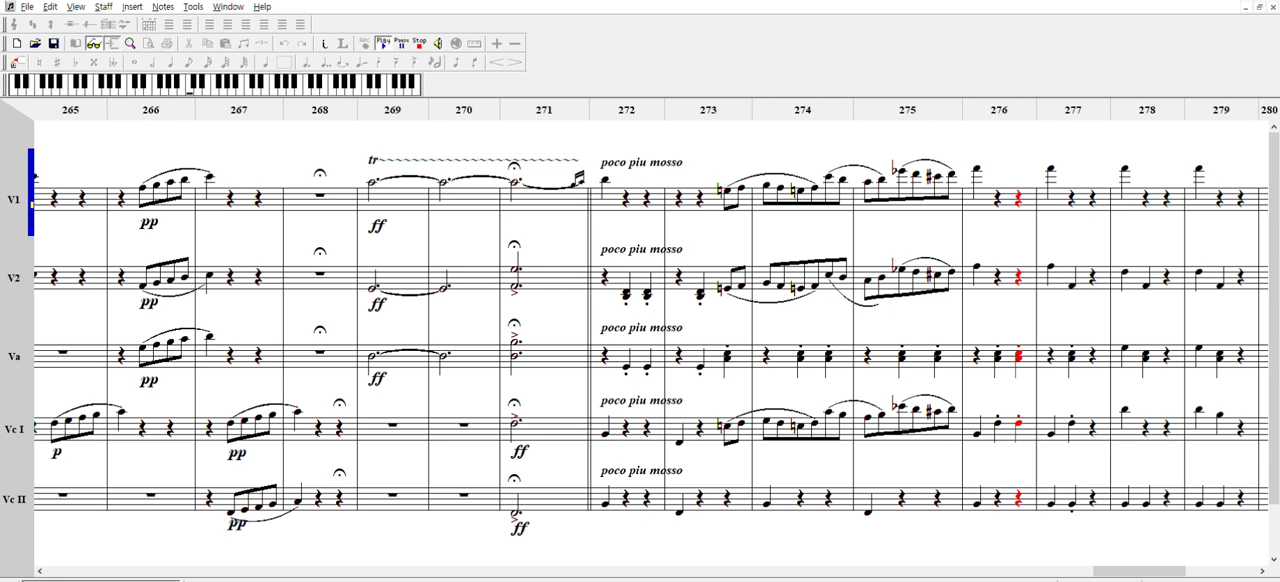 File Edit View Staff Insert Notes Tools Window Help
Play Pause Stop
265 266 267 268 269 270 271 272 273 274 275 276 277 278 279 280
tr poco piu mosso
V1
pp ff
poco piu mosso
V2
pp ff
poco piu mosso
Va
pp ff
poco piu mosso
Vc I
p pp ff
poco piu mosso
Vc II
pp ff